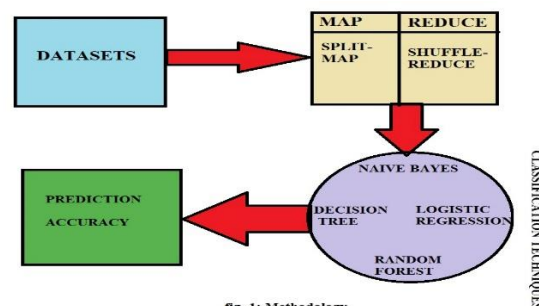 DATASETS
MAP REDUCE
SPLIT-
MAP
SHUFFLE-
REDUCE
NAIVE BAYES
DECISION
TREE
LOGISTIC
REGRESSION
RANDOM
FOREST
CLASSIFICATION TECHNIQUES
PREDICTION
ACCURACY
fig. 1: Methodology